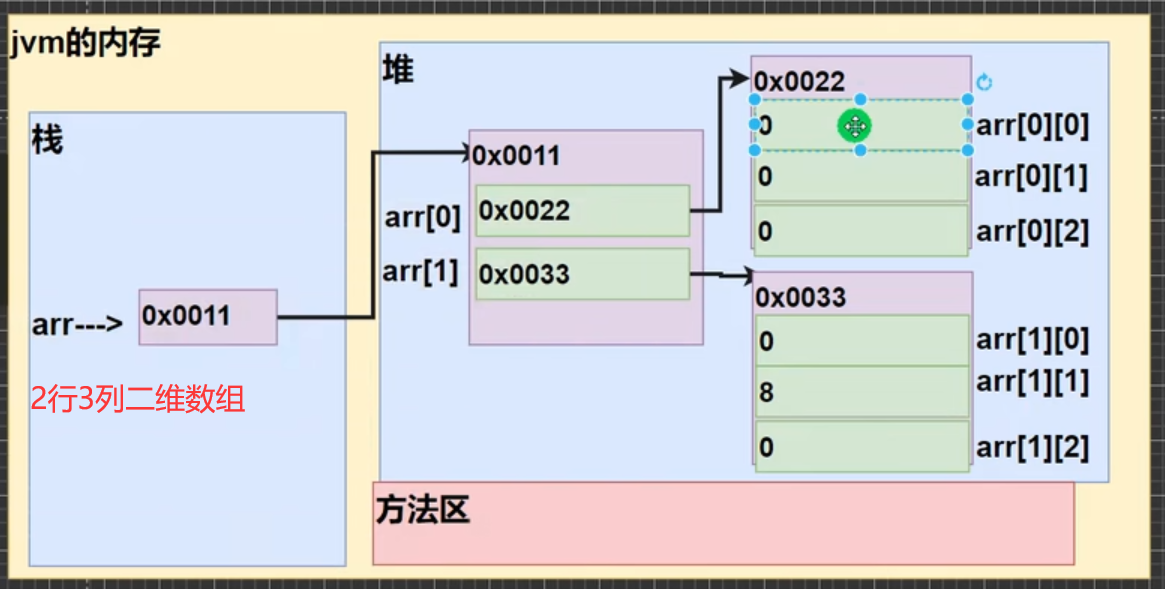 jvm的内存
栈
arr---> 0x0011
2行3列二维数组
堆
0x0011
arr[0] 0x0022
arr[1] 0x0033
0x0022
0 arr[0][0]
0 arr[0][1]
0 arr[0][2]
0x0033
0 arr[1][0]
8 arr[1][1]
0 arr[1][2]
方法区